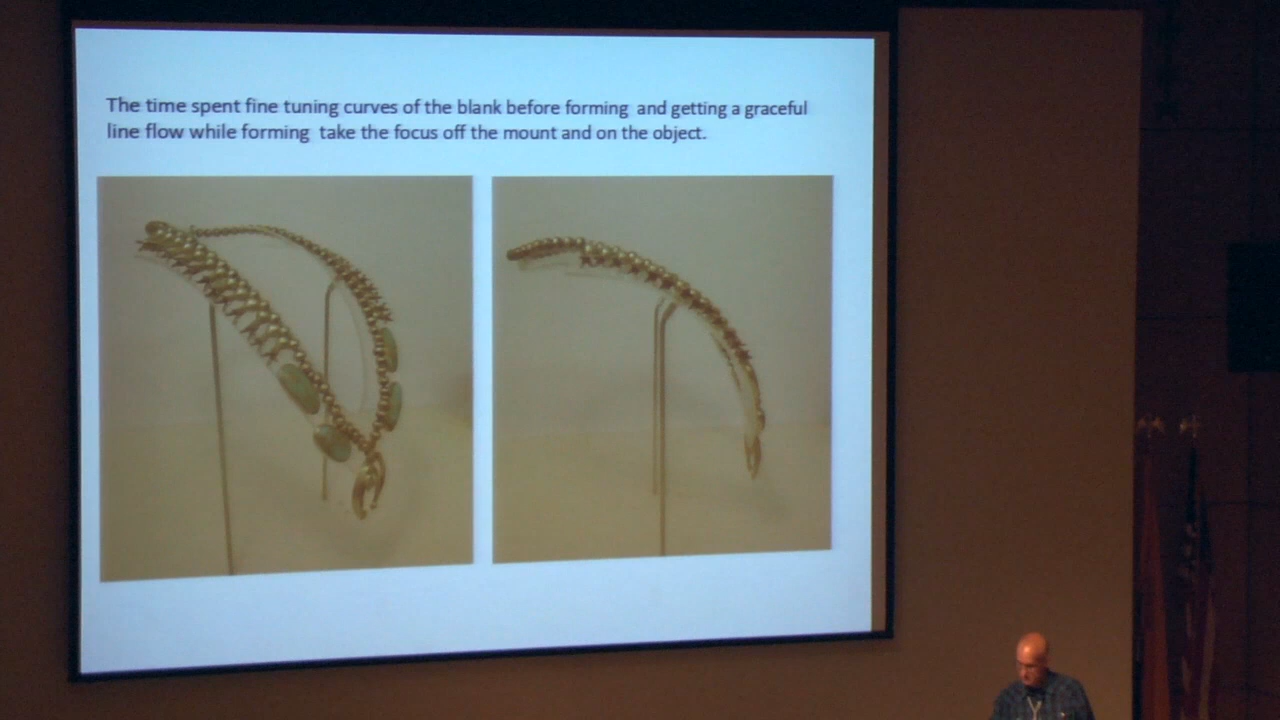 The time spent fine tuning curves of the blank before forming and getting a graceful
line flow while forming take the focus off the mount and on the object.